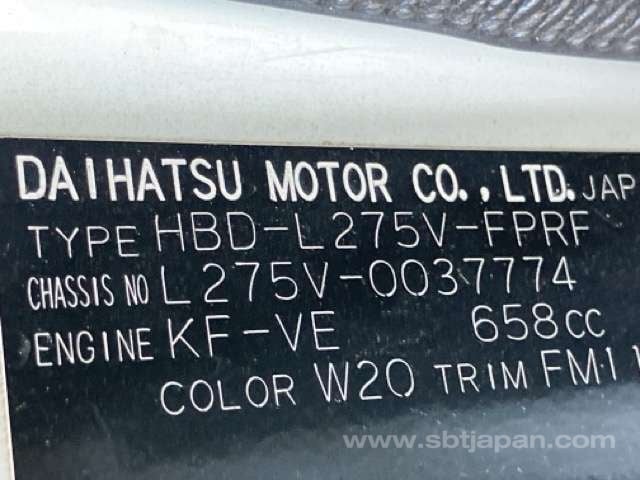 DAIHATSU MOTOR CO., LTD. JAP
TYPE HBD-L275V-FPRF
CHASSIS NO L275V-0037774
ENGINE KF-VE 658CC
COLOR W20 TRIM FM11
www.sbtjapan.com